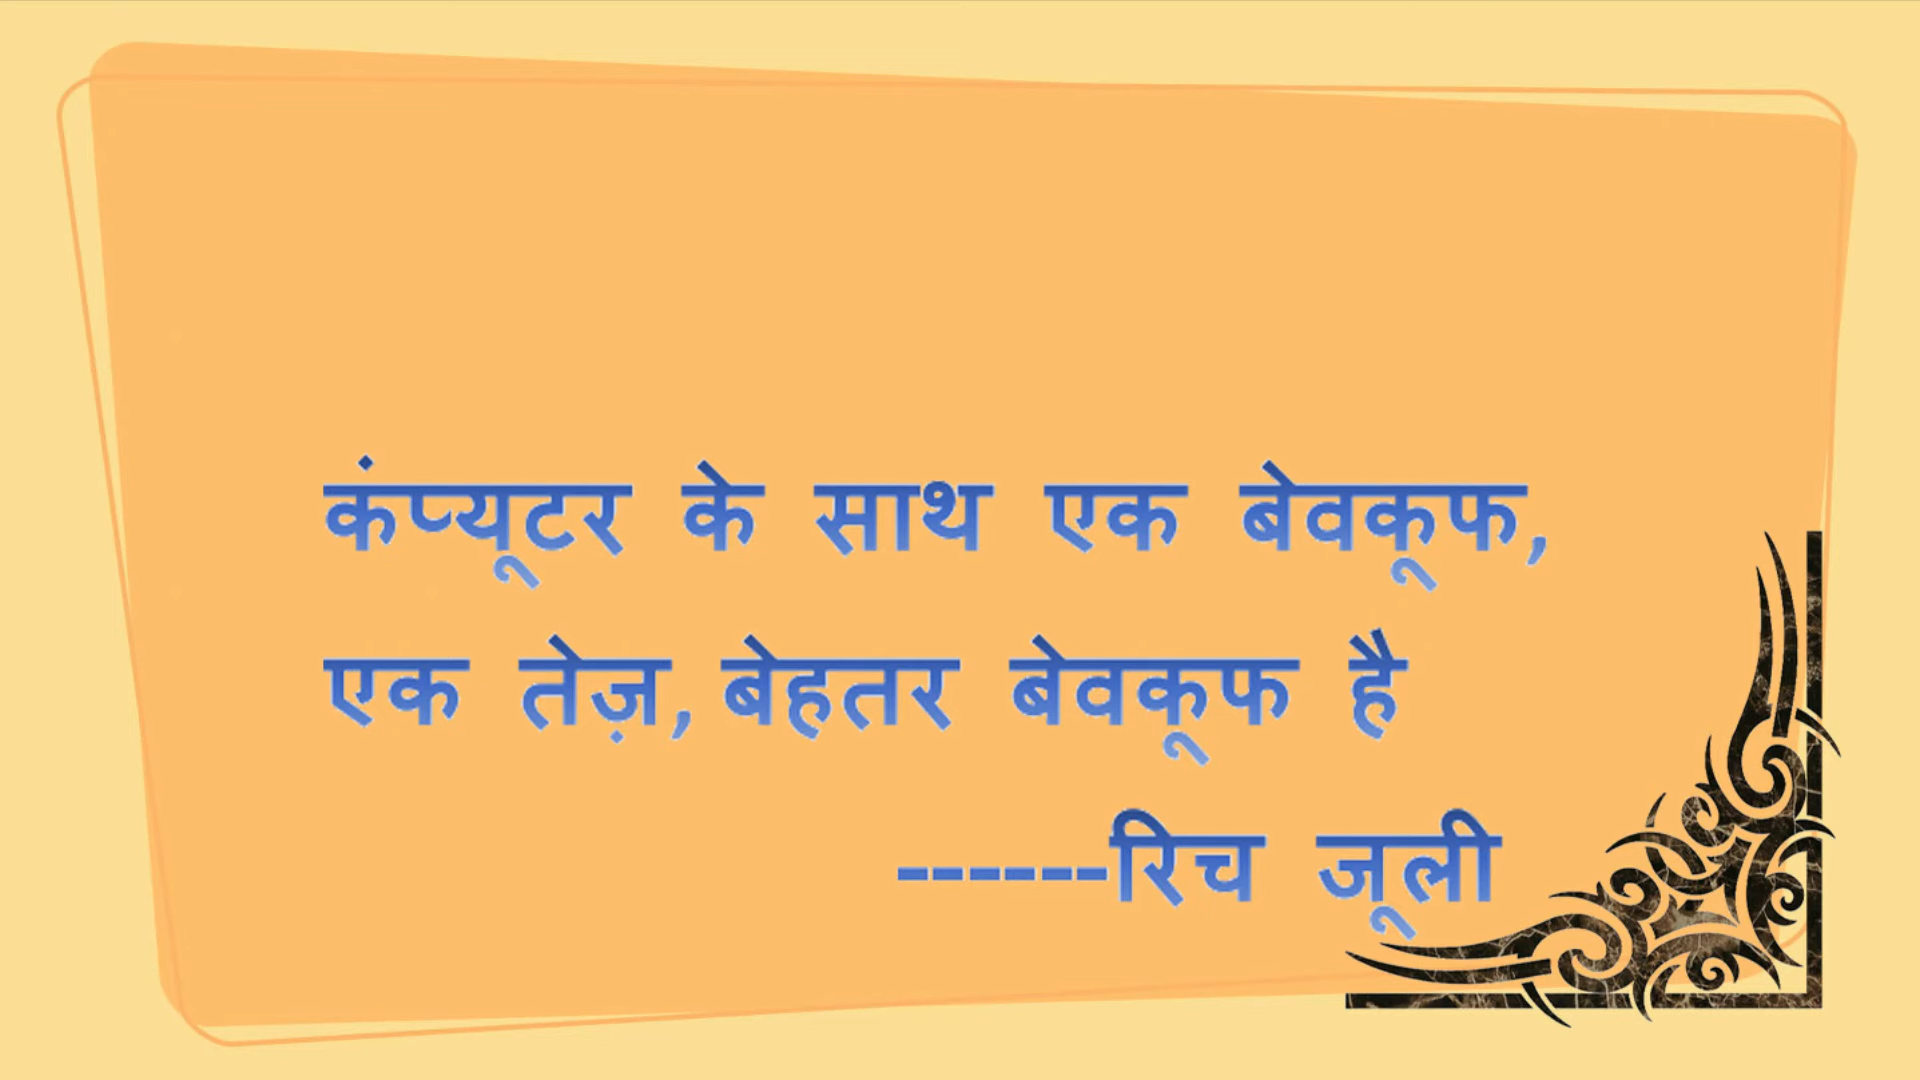 कंप्यूटर के साथ एक बेवकूफ,
एक तेज़, बेहतर बेवकूफ है
------रिच जूली